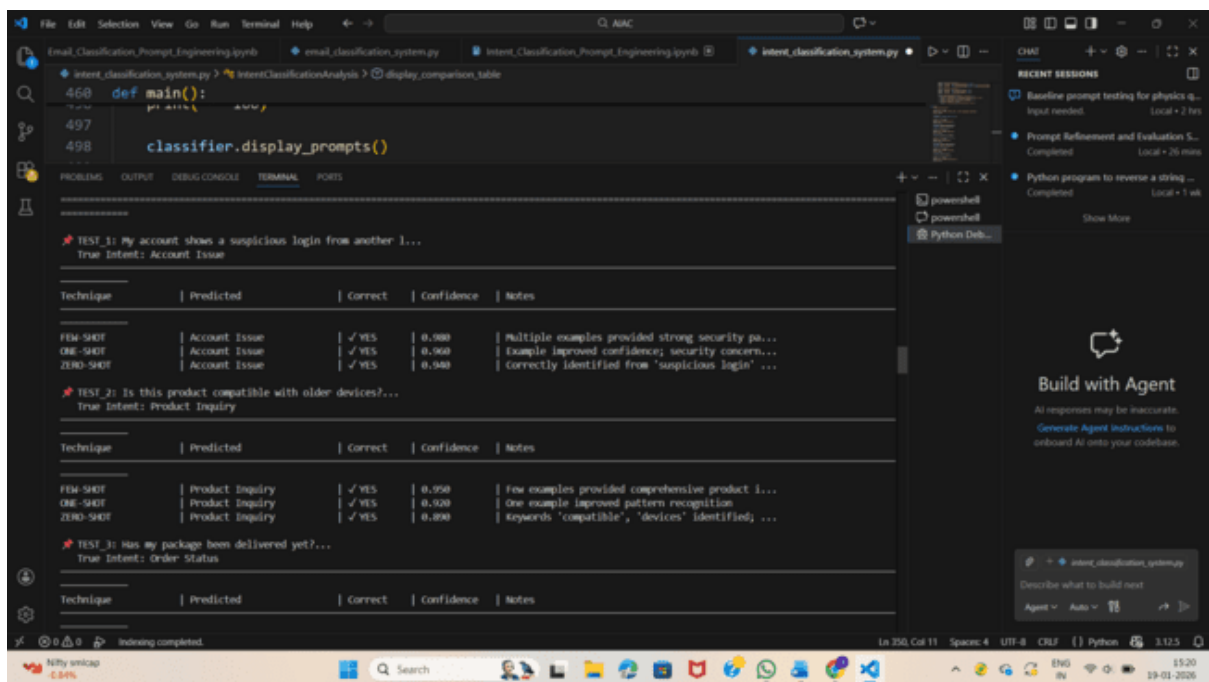 File Edit Selection View Go Run Terminal Help
AIAC
Email_Classification_Prompt_Engineering.ipynb
email_classification_system.py
Intent_Classification_Prompt_Engineering.ipynb
intent_classification_system.py
intent_classification_system.py > IntentClassificationAnalysis > display_comparison_table
460 def main():
497
498 classifier.display_prompts()
PROBLEMS OUTPUT DEBUG CONSOLE TERMINAL PORTS
📌 TEST_1: My account shows a suspicious login from another l...
True Intent: Account Issue
Technique | Predicted | Correct | Confidence | Notes
FEW-SHOT | Account Issue | ✓ YES | 0.980 | Multiple examples provided strong security pa...
ONE-SHOT | Account Issue | ✓ YES | 0.960 | Example improved confidence; security concern...
ZERO-SHOT | Account Issue | ✓ YES | 0.940 | Correctly identified from 'suspicious login' ...
📌 TEST_2: Is this product compatible with older devices?...
True Intent: Product Inquiry
Technique | Predicted | Correct | Confidence | Notes
FEW-SHOT | Product Inquiry | ✓ YES | 0.950 | Few examples provided comprehensive product i...
ONE-SHOT | Product Inquiry | ✓ YES | 0.920 | One example improved pattern recognition
ZERO-SHOT | Product Inquiry | ✓ YES | 0.890 | Keywords 'compatible', 'devices' identified; ...
📌 TEST_3: Has my package been delivered yet?...
True Intent: Order Status
Technique | Predicted | Correct | Confidence | Notes
powershell
powershell
Python Deb...
CHAT
RECENT SESSIONS
Baseline prompt testing for physics q...
Input needed. Local • 2 hrs
Prompt Refinement and Evaluation S...
Completed Local • 26 mins
Python program to reverse a string ...
Completed Local • 1 wk
Show More
Build with Agent
AI responses may be inaccurate.
Generate Agent Instructions to
onboard AI onto your codebase.
intent_classification_system.py
Describe what to build next
Agent Auto
Indexing completed.
Ln 350, Col 11 Spaces: 4 UTF-8 CRLF {} Python 3.12.5
Nifty smlcap
-0.84%
Search
ENG
IN
15:20
19-01-2026